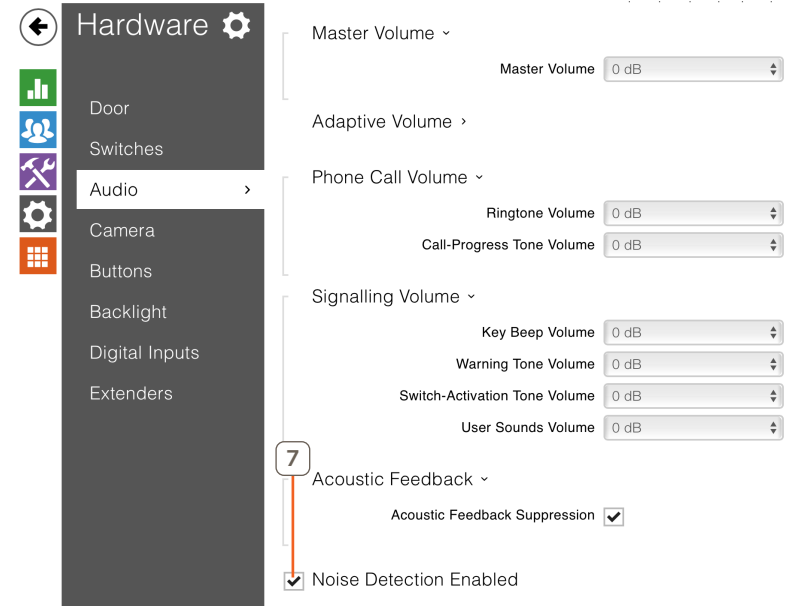 Hardware
Door
Switches
Audio
Camera
Buttons
Backlight
Digital Inputs
Extenders
Master Volume
Master Volume 0 dB
Adaptive Volume
Phone Call Volume
Ringtone Volume 0 dB
Call-Progress Tone Volume 0 dB
Signalling Volume
Key Beep Volume 0 dB
Warning Tone Volume 0 dB
Switch-Activation Tone Volume 0 dB
User Sounds Volume 0 dB
7
Acoustic Feedback
Acoustic Feedback Suppression
Noise Detection Enabled